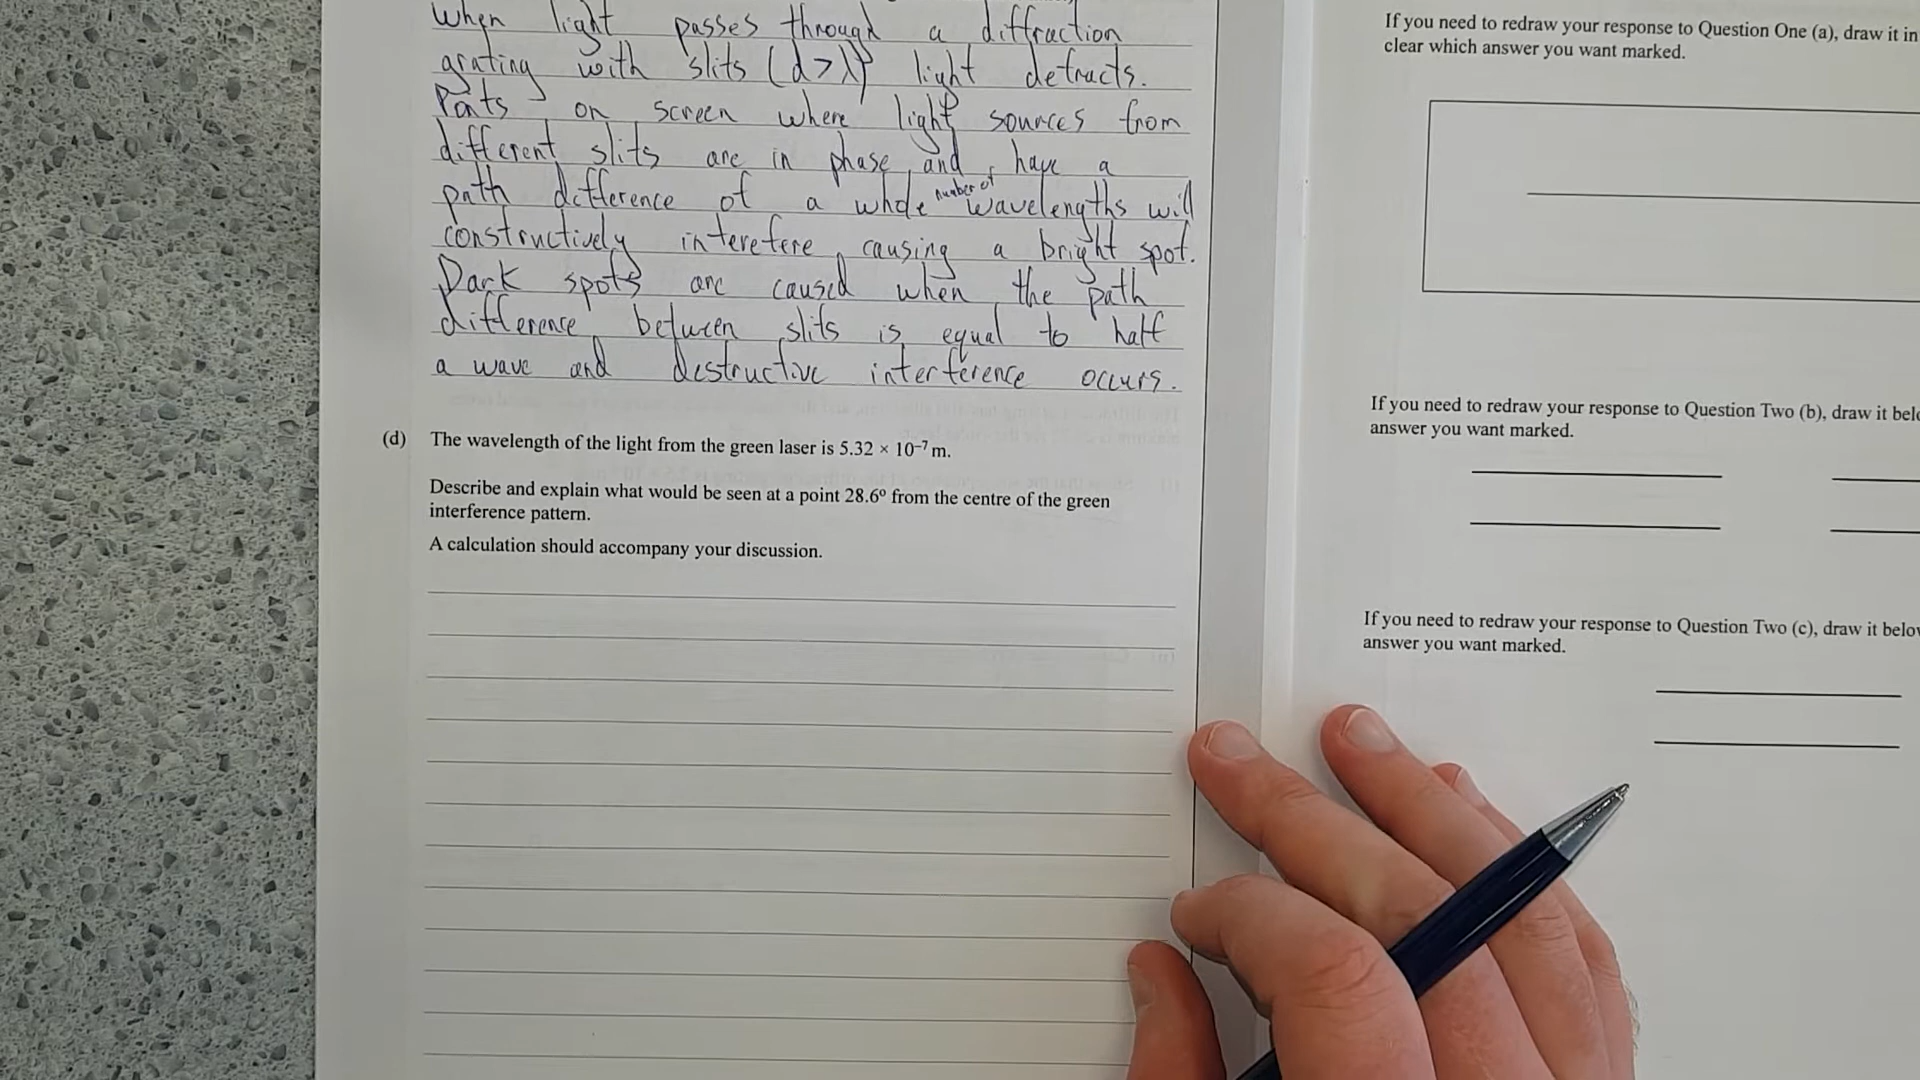 When light passes through a diffraction
grating with slits (d>λ) light defracts.
Points on screen where light sources from
different slits are in phase and have a
path difference of a whole number of wavelengths will
constructively interefere causing a bright spot.
Dark spots are caused when the path
difference between slits is equal to half
a wave and destructive interference occurs.
(d) The wavelength of the light from the green laser is 5.32 × 10⁻⁷ m.
Describe and explain what would be seen at a point 28.6º from the centre of the green
interference pattern.
A calculation should accompany your discussion.
If you need to redraw your response to Question One (a), draw it in
clear which answer you want marked.
If you need to redraw your response to Question Two (b), draw it
answer you want marked.
If you need to redraw your response to Question Two (c), draw it
answer you want marked.